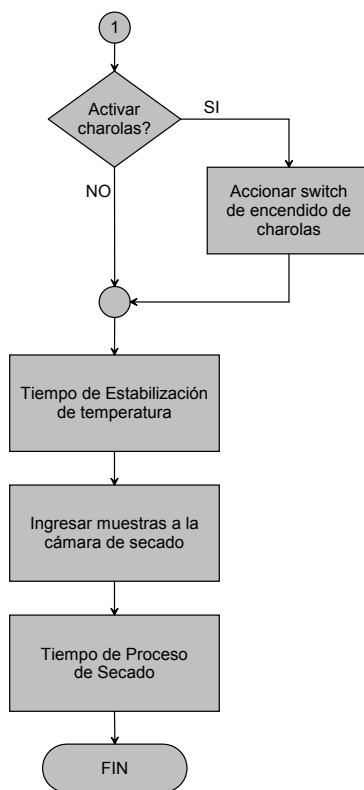 1
Activar
charolas?
SI
Accionar switch
de encendido de
charolas
NO
Tiempo de Estabilización
de temperatura
Ingresar muestras a la
cámara de secado
Tiempo de Proceso
de Secado
FIN